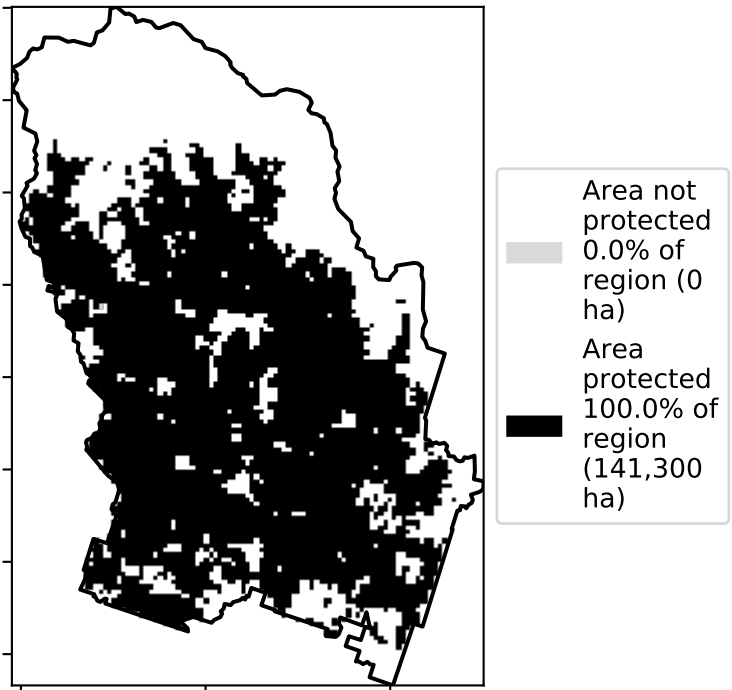 Area not
protected
0.0% of
region (0
ha)
Area
protected
100.0% of
region
(141,300
ha)